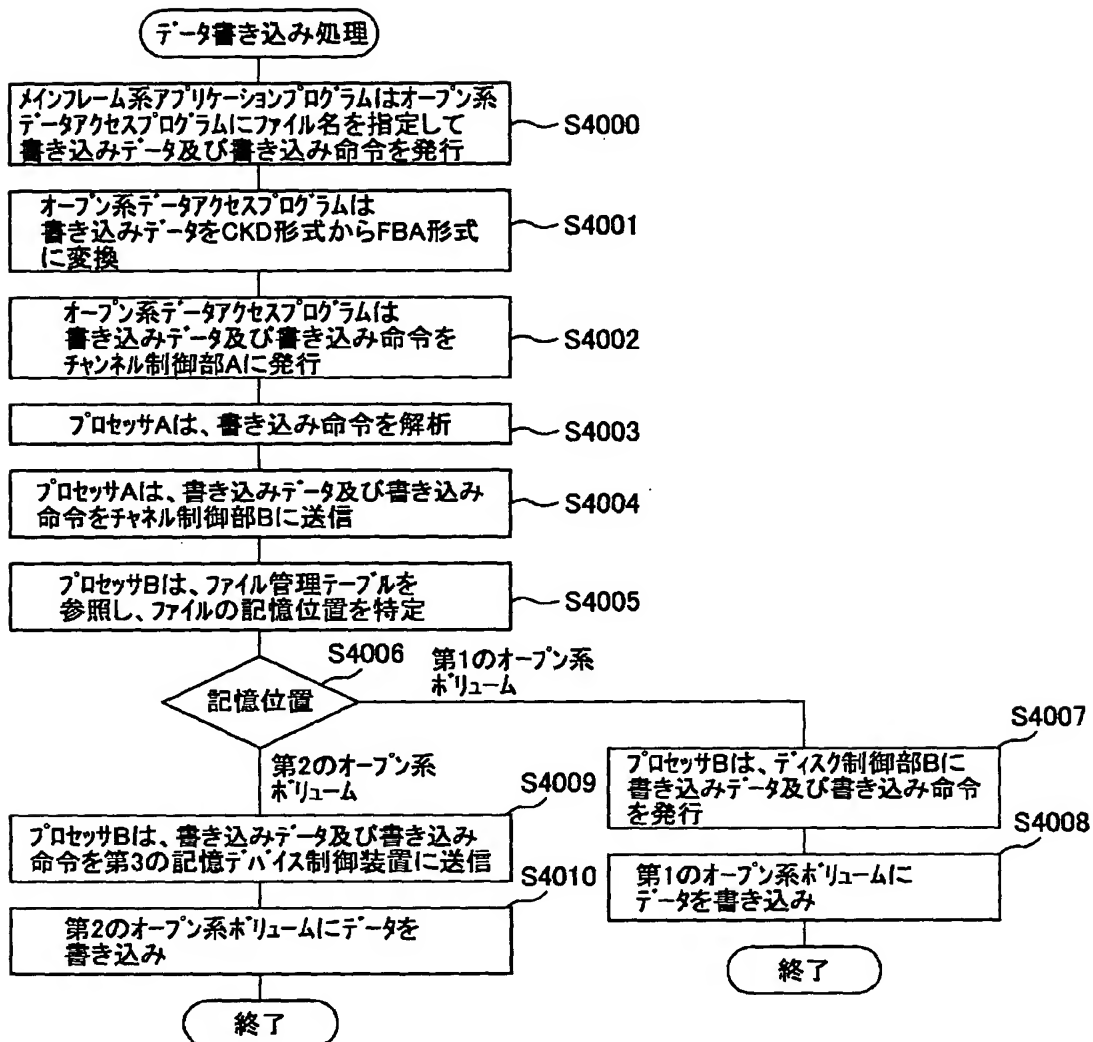 データ書き込み処理
メインフレーム系アプリケーションプログラムはオープン系
データアクセスプログラムにファイル名を指定して
書き込みデータ及び書き込み命令を発行
S4000
オープン系データアクセスプログラムは
書き込みデータをCKD形式からFBA形式
に変換
S4001
オープン系データアクセスプログラムは
書き込みデータ及び書き込み命令を
チャンネル制御部Aに発行
S4002
プロセッサAは、書き込み命令を解析
S4003
プロセッサAは、書き込みデータ及び書き込み
命令をチャネル制御部Bに送信
S4004
プロセッサBは、ファイル管理テーブルを
参照し、ファイルの記憶位置を特定
S4005
S4006
記憶位置
第1のオープン系
ボリューム
第2のオープン系
ボリューム
S4007
プロセッサBは、ディスク制御部Bに
書き込みデータ及び書き込み命令
を発行
S4008
第1のオープン系ボリュームに
データを書き込み
終了
S4009
プロセッサBは、書き込みデータ及び書き込み
命令を第3の記憶デバイス制御装置に送信
S4010
第2のオープン系ボリュームにデータを
書き込み
終了